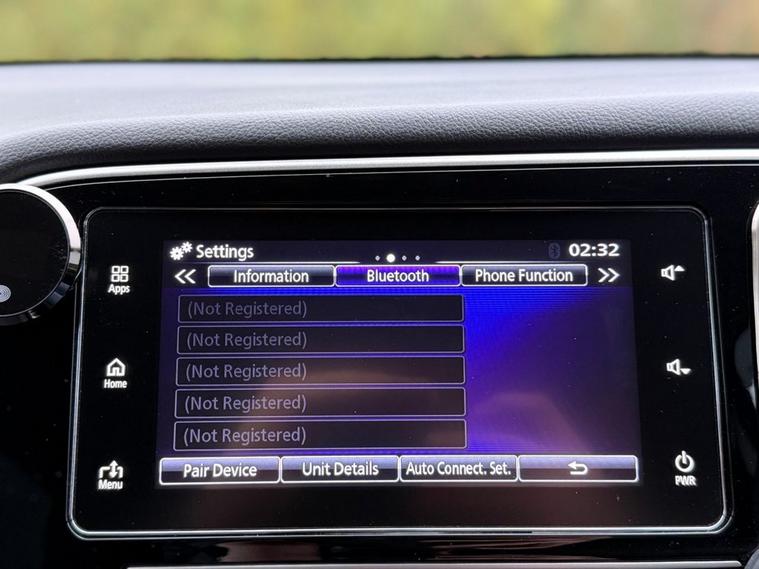 Settings
02:32
Information
Bluetooth
Phone Function
(Not Registered)
(Not Registered)
(Not Registered)
(Not Registered)
(Not Registered)
Pair Device
Unit Details
Auto Connect. Set.
Apps
Home
Menu
PWR